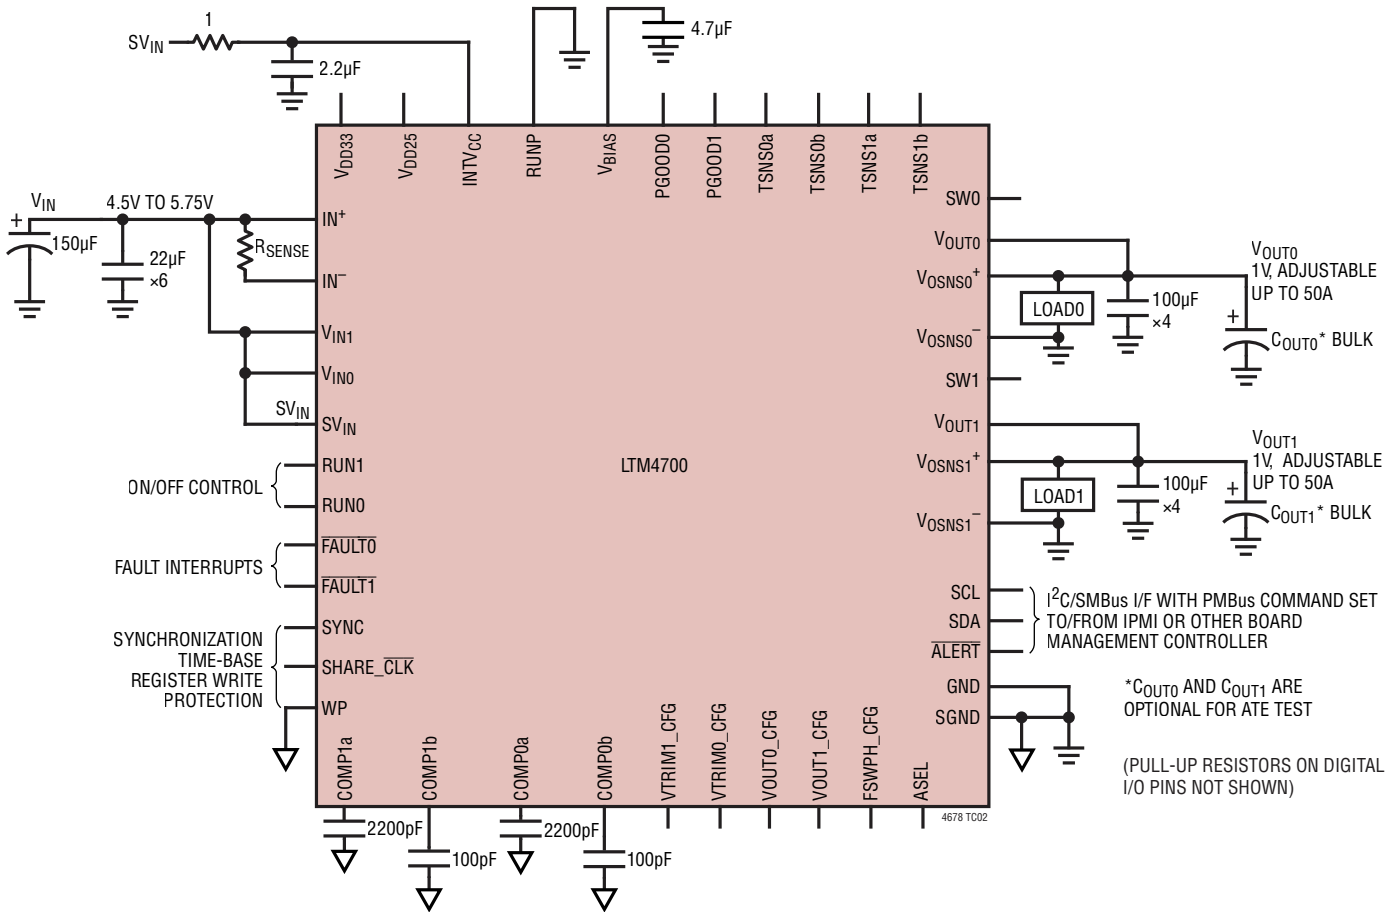 1
SVIN
2.2µF
4.7µF
VDD33
VDD25
INTVCC
RUNP
VBIAS
PGOOD0
PGOOD1
TSNS0a
TSNS0b
TSNS1a
TSNS1b
VIN
4.5V TO 5.75V
+
150µF
22µF
×6
RSENSE
IN+
IN–
VIN1
VIN0
SVIN
SVIN
ON/OFF CONTROL
RUN1
RUN0
FAULT INTERRUPTS
FAULT0
FAULT1
SYNCHRONIZATION
TIME-BASE
REGISTER WRITE
PROTECTION
SYNC
SHARE_CLK
WP
LTM4700
SW0
VOUT0
VOSNS0+
VOSNS0–
LOAD0
100µF
×4
VOUT0
1V, ADJUSTABLE
UP TO 50A
+
COUT0* BULK
SW1
VOUT1
VOSNS1+
VOSNS1–
LOAD1
100µF
×4
VOUT1
1V, ADJUSTABLE
UP TO 50A
+
COUT1* BULK
SCL
SDA
ALERT
I2C/SMBus I/F WITH PMBus COMMAND SET
TO/FROM IPMI OR OTHER BOARD
MANAGEMENT CONTROLLER
GND
SGND
*COUT0 AND COUT1 ARE
OPTIONAL FOR ATE TEST
(PULL-UP RESISTORS ON DIGITAL
I/O PINS NOT SHOWN)
COMP1a
COMP1b
COMP0a
COMP0b
VTRIM1_CFG
VTRIM0_CFG
VOUT0_CFG
VOUT1_CFG
FSWPH_CFG
ASEL
4678 TC02
2200pF
100pF
2200pF
100pF